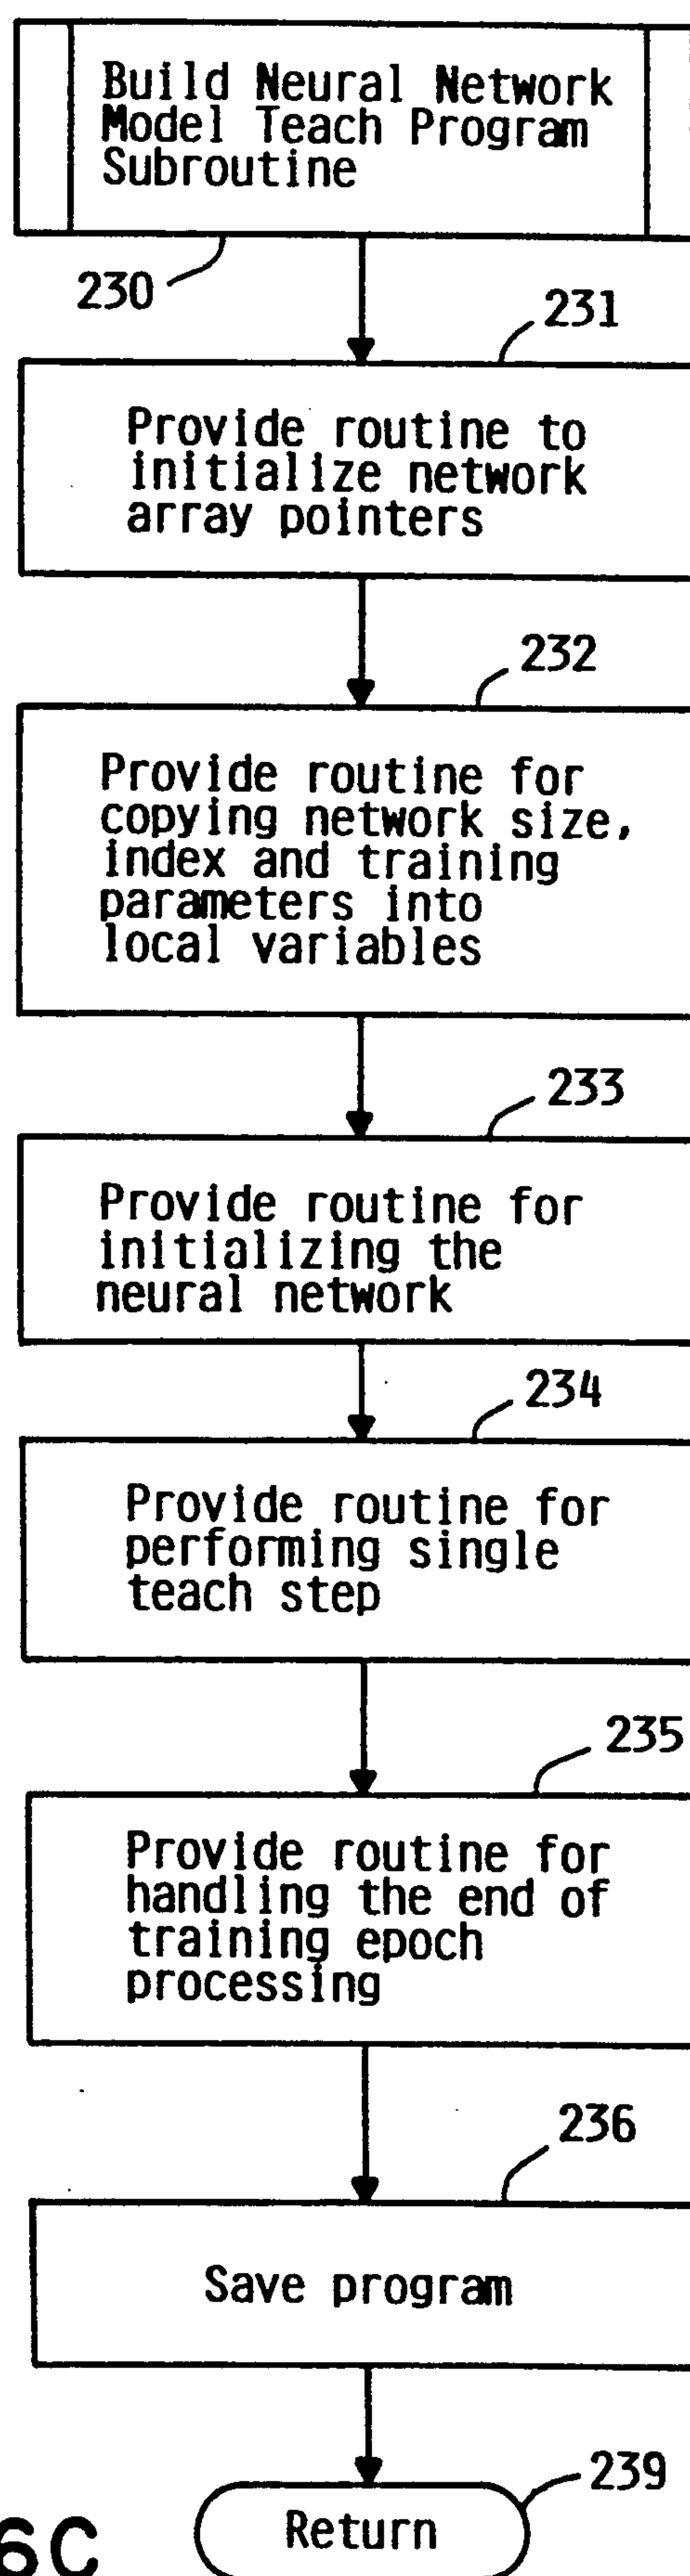 Build Neural Network
Model Teach Program
Subroutine
230
231
Provide routine to
initialize network
array pointers
232
Provide routine for
copying network size,
index and training
parameters into
local variables
233
Provide routine for
initializing the
neural network
234
Provide routine for
performing single
teach step
235
Provide routine for
handling the end of
training epoch
processing
236
Save program
239
Return
6C